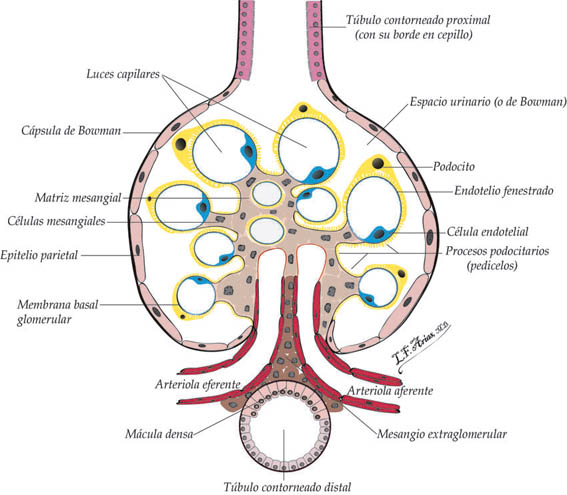 Túbulo contorneado proximal
(con su borde en cepillo)
Luces capilares
Espacio urinario (o de Bowman)
Cápsula de Bowman
Podocito
Matriz mesangial
Endotelio fenestrado
Células mesangiales
Célula endotelial
Epitelio parietal
Procesos podocitarios
(pedicelos)
Membrana basal
glomerular
L.F. Arias
Arteriola eferente
Arteriola aferente
Mácula densa
Mesangio extraglomerular
Túbulo contorneado distal